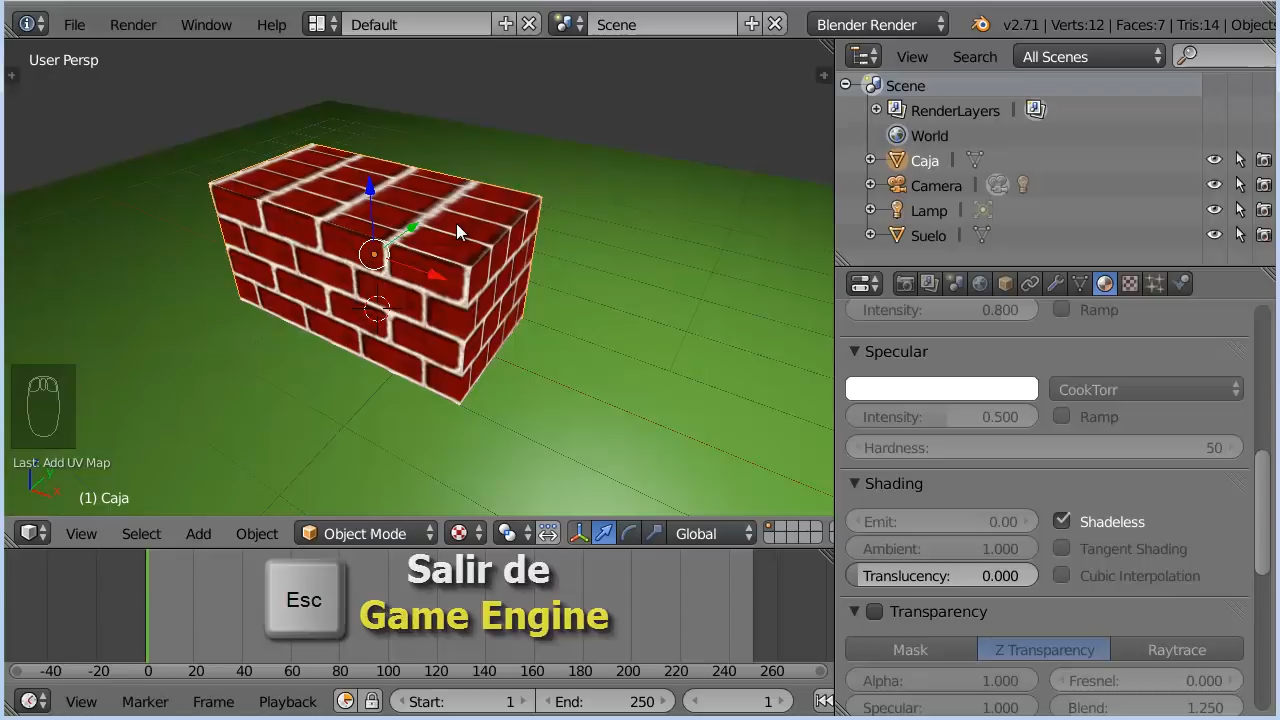 File Render Window Help Default Scene Blender Render v2.71 | Verts:12 | Faces:7 | Tris:14 | Object
User Persp
View Search All Scenes
Scene
RenderLayers
World
Caja
Camera
Lamp
Suelo
Intensity: 0.800 Ramp
Specular
CookTorr
Intensity: 0.500 Ramp
Hardness: 50
Last: Add UV Map
(1) Caja
Shading
Emit: 0.00 Shadeless
Ambient: 1.000 Tangent Shading
Translucency: 0.000 Cubic Interpolation
Transparency
Mask Z Transparency Raytrace
Alpha: 1.000 Fresnel: 0.000
Specular: 1.000 Blend: 1.250
View Select Add Object Object Mode Global
Esc
Salir de
Game Engine
-40 -20 0 20 40 60 80 100 120 140 160 180 200 220 240 260
View Marker Frame Playback Start: 1 End: 250 1